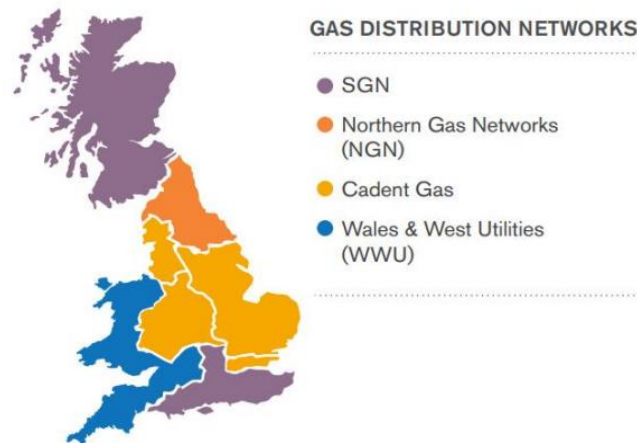 GAS DISTRIBUTION NETWORKS
SGN
Northern Gas Networks
(NGN)
Cadent Gas
Wales & West Utilities
(WWU)